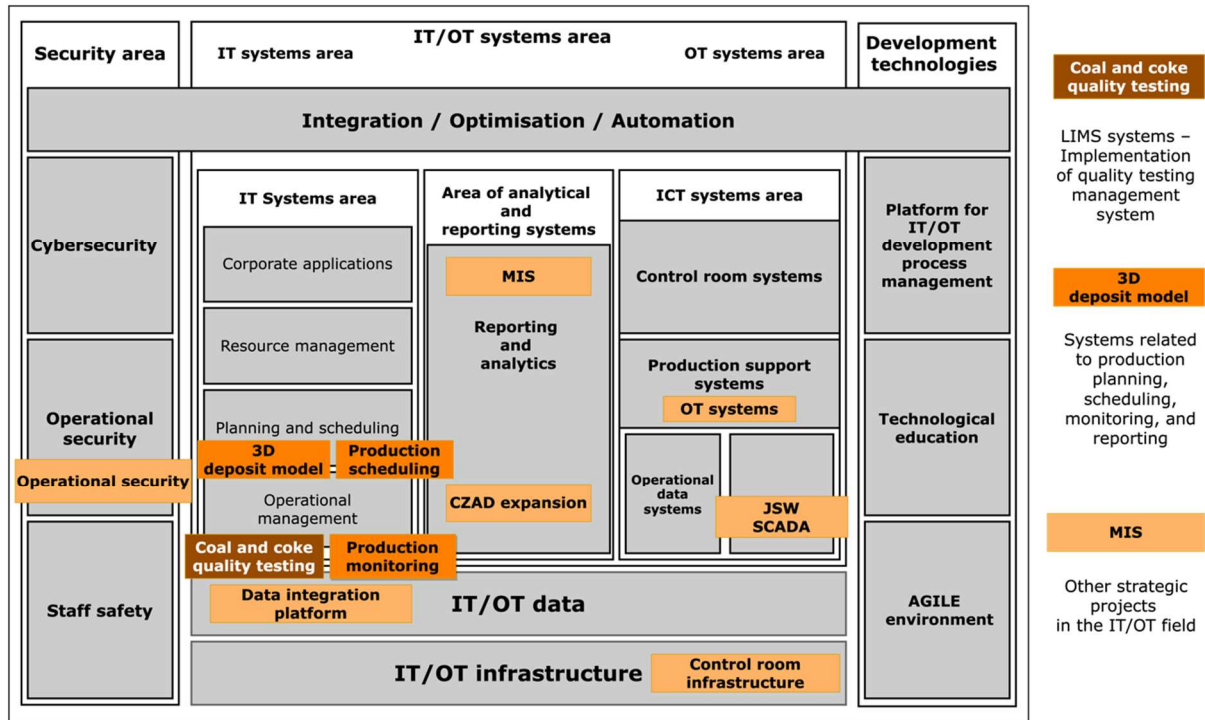 Security area
IT/OT systems area
IT systems area
OT systems area
Development
technologies
Integration / Optimisation / Automation
Cybersecurity
Operational
security
Operational security
Staff safety
IT Systems area
Corporate applications
Resource management
Planning and scheduling
3D
deposit model
Production
scheduling
Operational
management
Coal and coke
quality testing
Production
monitoring
Area of analytical
and
reporting systems
MIS
Reporting
and
analytics
CZAD expansion
ICT systems area
Control room systems
Production support
systems
OT systems
Operational
data
systems
JSW
SCADA
Data integration
platform
IT/OT data
IT/OT infrastructure
Control room
infrastructure
Platform for
IT/OT
development
process
management
Technological
education
AGILE
environment
Coal and coke
quality testing
LIMS systems –
Implementation
of quality testing
management
system
3D
deposit model
Systems related
to production
planning,
scheduling,
monitoring, and
reporting
MIS
Other strategic
projects
in the IT/OT field